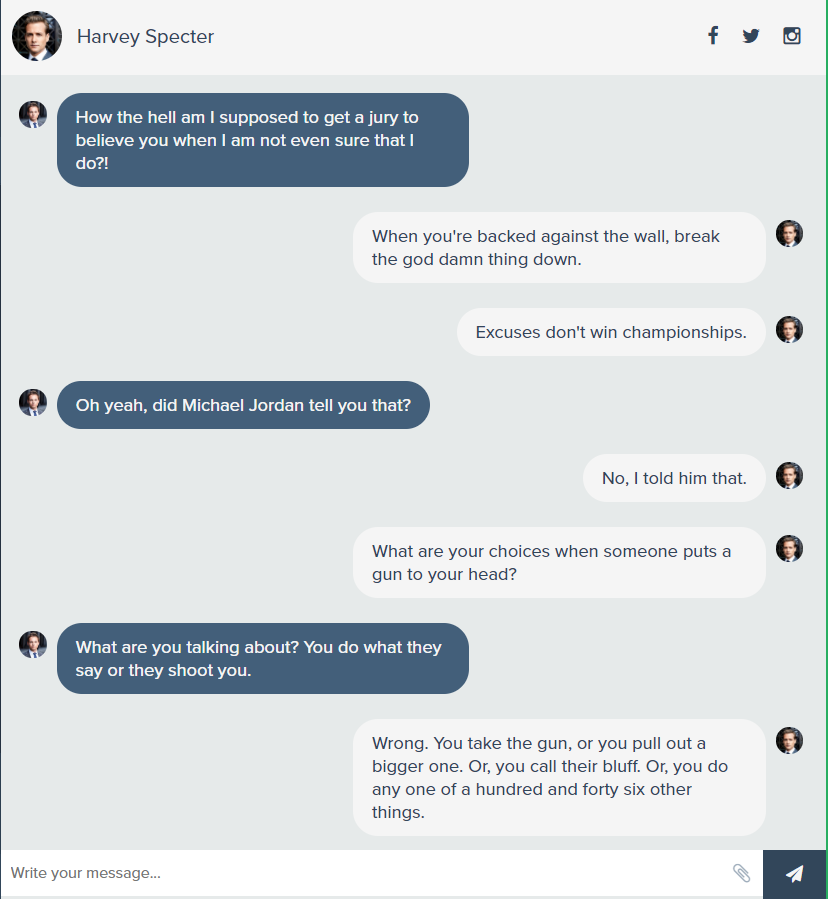 Harvey Specter
How the hell am I supposed to get a jury to
believe you when I am not even sure that I
do?!
When you're backed against the wall, break
the god damn thing down.
Excuses don't win championships.
Oh yeah, did Michael Jordan tell you that?
No, I told him that.
What are your choices when someone puts a
gun to your head?
What are you talking about? You do what they
say or they shoot you.
Wrong. You take the gun, or you pull out a
bigger one. Or, you call their bluff. Or, you do
any one of a hundred and forty six other
things.
Write your message...